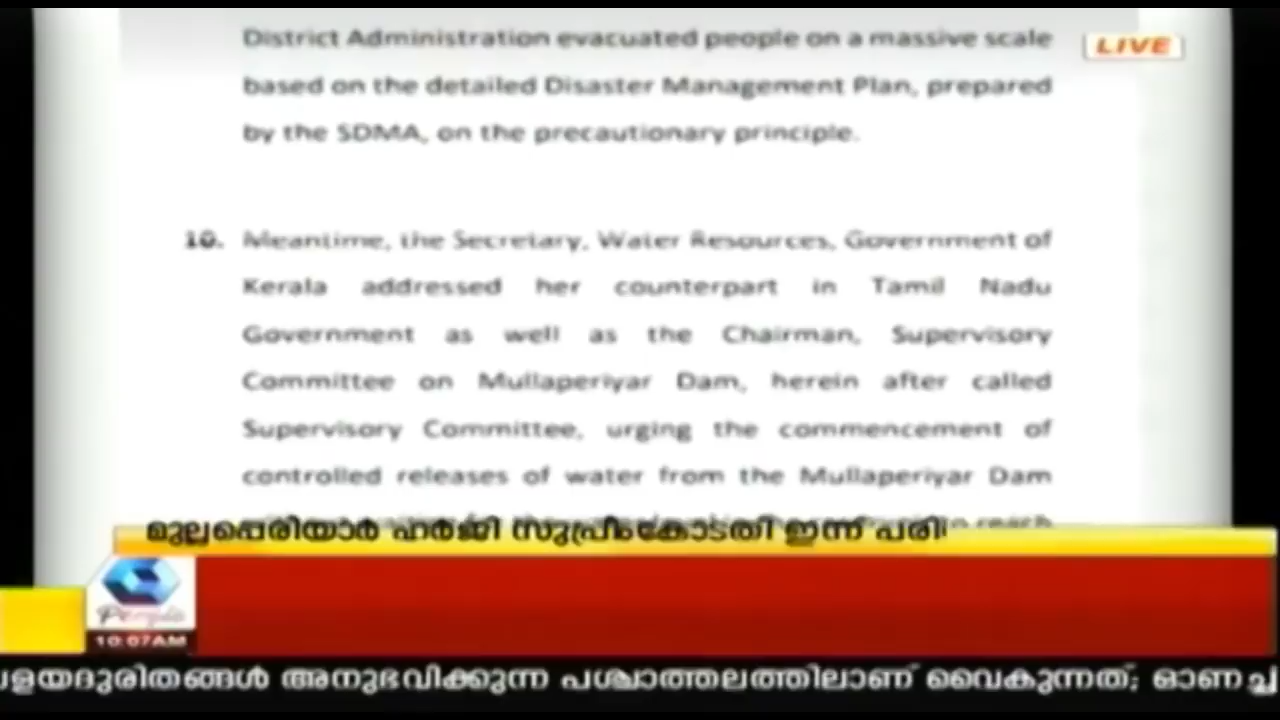 District Administration evacuated people on a massive scale
LIVE
based on the detailed Disaster Management Plan, prepared
by the SDMA, on the precautionary principle.
10. Meantime, the Secretary, Water Resources, Government of
Kerala addressed her counterpart in Tamil Nadu
Government as well as the Chairman, Supervisory
Committee on Mullaperiyar Dam, herein after called
Supervisory Committee, urging the commencement of
controlled releases of water from the Mullaperiyar Dam
reach
മുല്ലപ്പെരിയാർ ഹർജി സുപ്രീംകോടതി ഇന്ന് പരി
People
10:07AM
ളയദുരിതങ്ങൾ അനുഭവിക്കുന്ന പശ്ചാത്തലത്തിലാണ് വൈകുന്നത്; ഓണച്ച